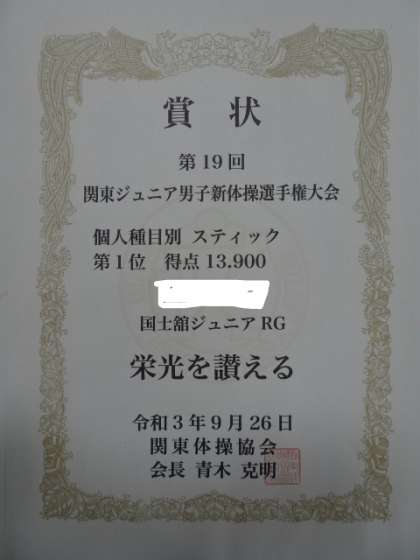 賞状
第19回
関東ジュニア男子新体操選手権大会
個人種目別 スティック
第1位 得点 13.900
国士舘ジュニア RG
栄光を讃える
令和3年9月26日
関東体操協会
会長 青木 克明